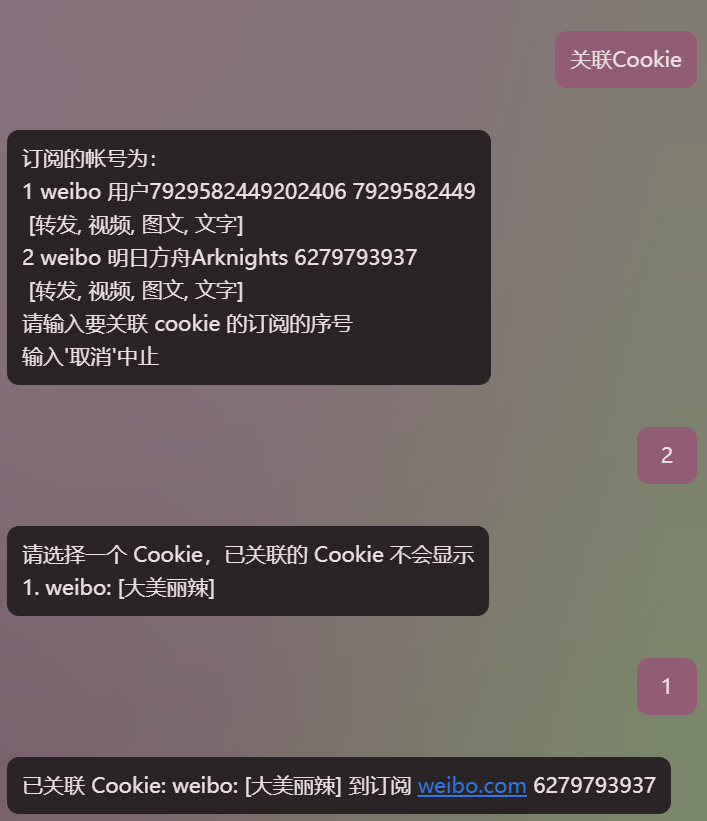 关联Cookie
订阅的帐号为：
1 weibo 用户7929582449202406 7929582449
[转发, 视频, 图文, 文字]
2 weibo 明日方舟Arknights 6279793937
[转发, 视频, 图文, 文字]
请输入要关联 cookie 的订阅的序号
输入'取消'中止
2
请选择一个 Cookie，已关联的 Cookie 不会显示
1. weibo: [大美丽辣]
1
已关联 Cookie: weibo: [大美丽辣] 到订阅 weibo.com 6279793937